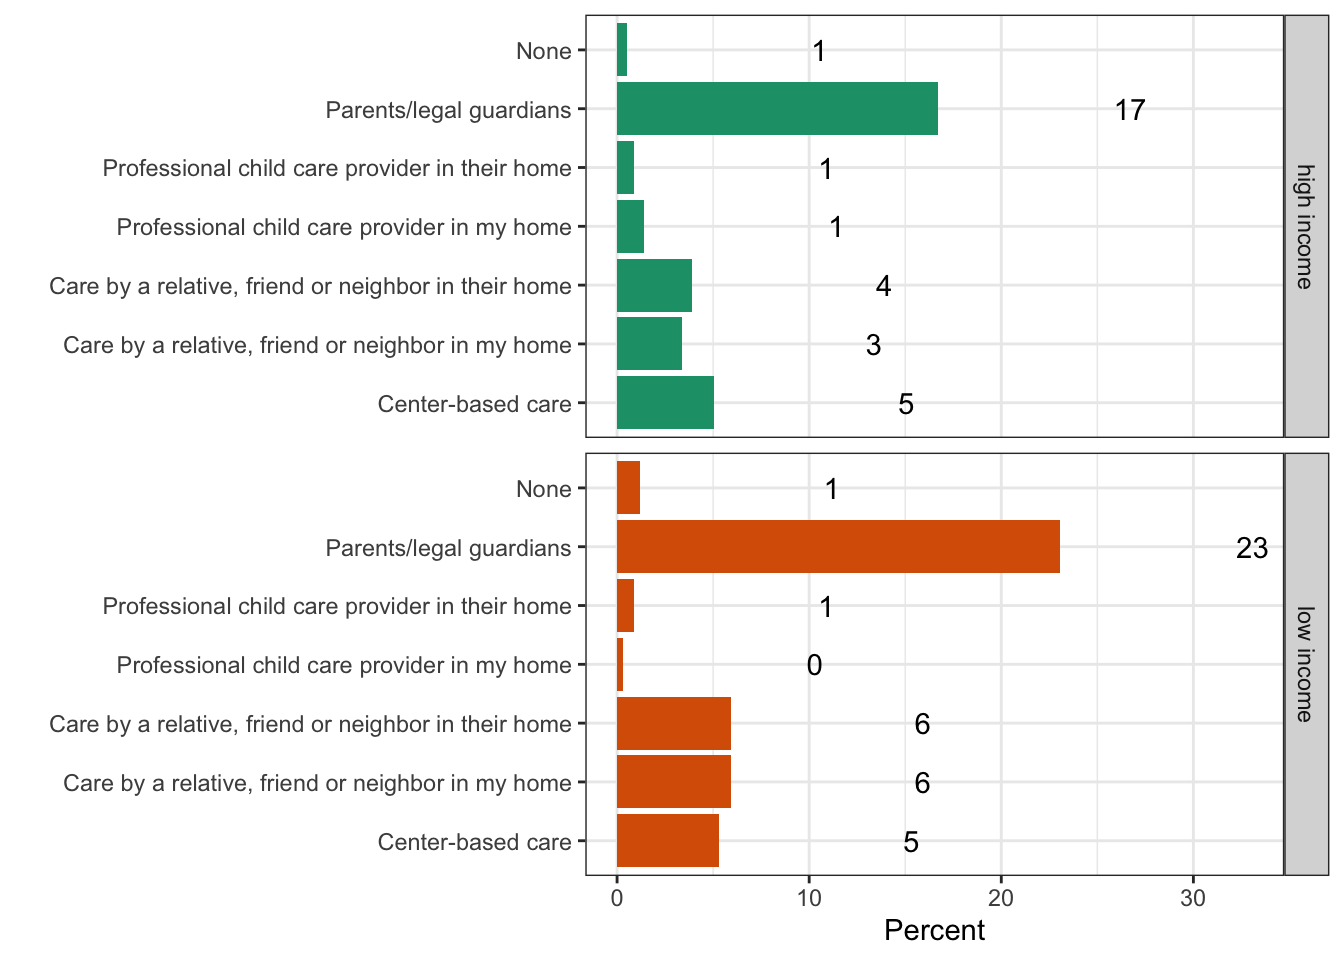 None 1
Parents/legal guardians 17
Professional child care provider in their home 1
Professional child care provider in my home 1
Care by a relative, friend or neighbor in their home 4
Care by a relative, friend or neighbor in my home 3
Center-based care 5
high income
None 1
Parents/legal guardians 23
Professional child care provider in their home 1
Professional child care provider in my home 0
Care by a relative, friend or neighbor in their home 6
Care by a relative, friend or neighbor in my home 6
Center-based care 5
low income
0 10 20 30
Percent